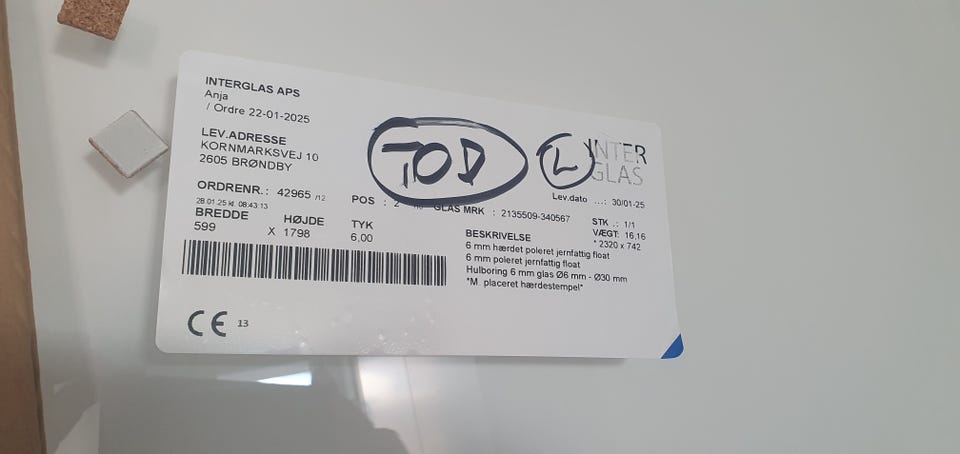 INTERGLAS APS
Anja
/ Ordre 22-01-2025
LEV.ADRESSE
KORNMARKSVEJ 10
2605 BRØNDBY
TOD
L
INTER
GLAS
Lev.dato ...: 30/01-25
ORDRENR.: 42965 /12
POS : 2
GLAS MRK : 2135509-340567
STK .: 1/1
VÆGT: 16,16
* 2320 x 742
28.01.25 kl. 08:43:13
BREDDE HØJDE TYK
599 X 1798 6,00
BESKRIVELSE
6 mm hærdet poleret jernfattig float
6 mm poleret jernfattig float
Hulboring 6 mm glas Ø6 mm - Ø30 mm
"M. placeret hærdestempel"
CE 13